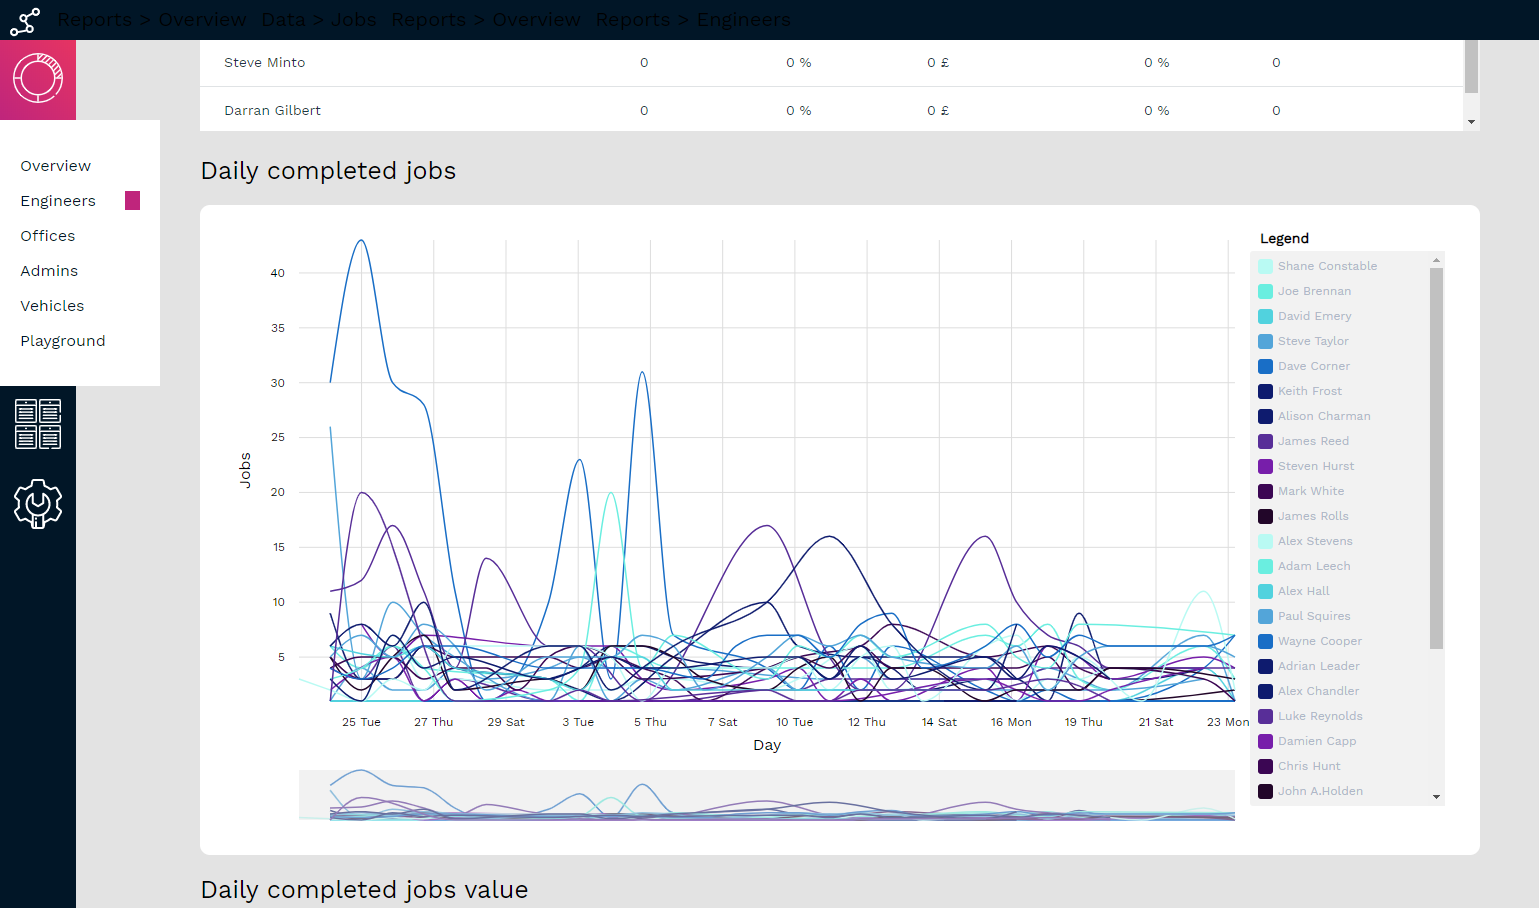 Reports > Overview Data > Jobs Reports > Overview Reports > Engineers
Steve Minto 0 0 % 0 £ 0 % 0
Darran Gilbert 0 0 % 0 £ 0 % 0
Overview
Engineers
Offices
Admins
Vehicles
Playground
Daily completed jobs
40
35
30
25
20
15
10
5
Jobs
25 Tue 27 Thu 29 Sat 3 Tue 5 Thu 7 Sat 10 Tue 12 Thu 14 Sat 16 Mon 19 Thu 21 Sat 23 Mon
Day
Legend
Shane Constable
Joe Brennan
David Emery
Steve Taylor
Dave Corner
Keith Frost
Alison Charman
James Reed
Steven Hurst
Mark White
James Rolls
Alex Stevens
Adam Leech
Alex Hall
Paul Squires
Wayne Cooper
Adrian Leader
Alex Chandler
Luke Reynolds
Damien Capp
Chris Hunt
John A.Holden
Daily completed jobs value